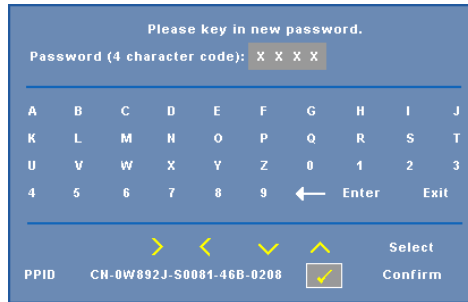 Please key in new password.
Password (4 character code): X X X X
A B C D E F G H I J
K L M N O P Q R S T
U V W X Y Z 0 1 2 3
4 5 6 7 8 9 Enter Exit
Select
PPID CN-0W892J-S0081-46B-0208 Confirm